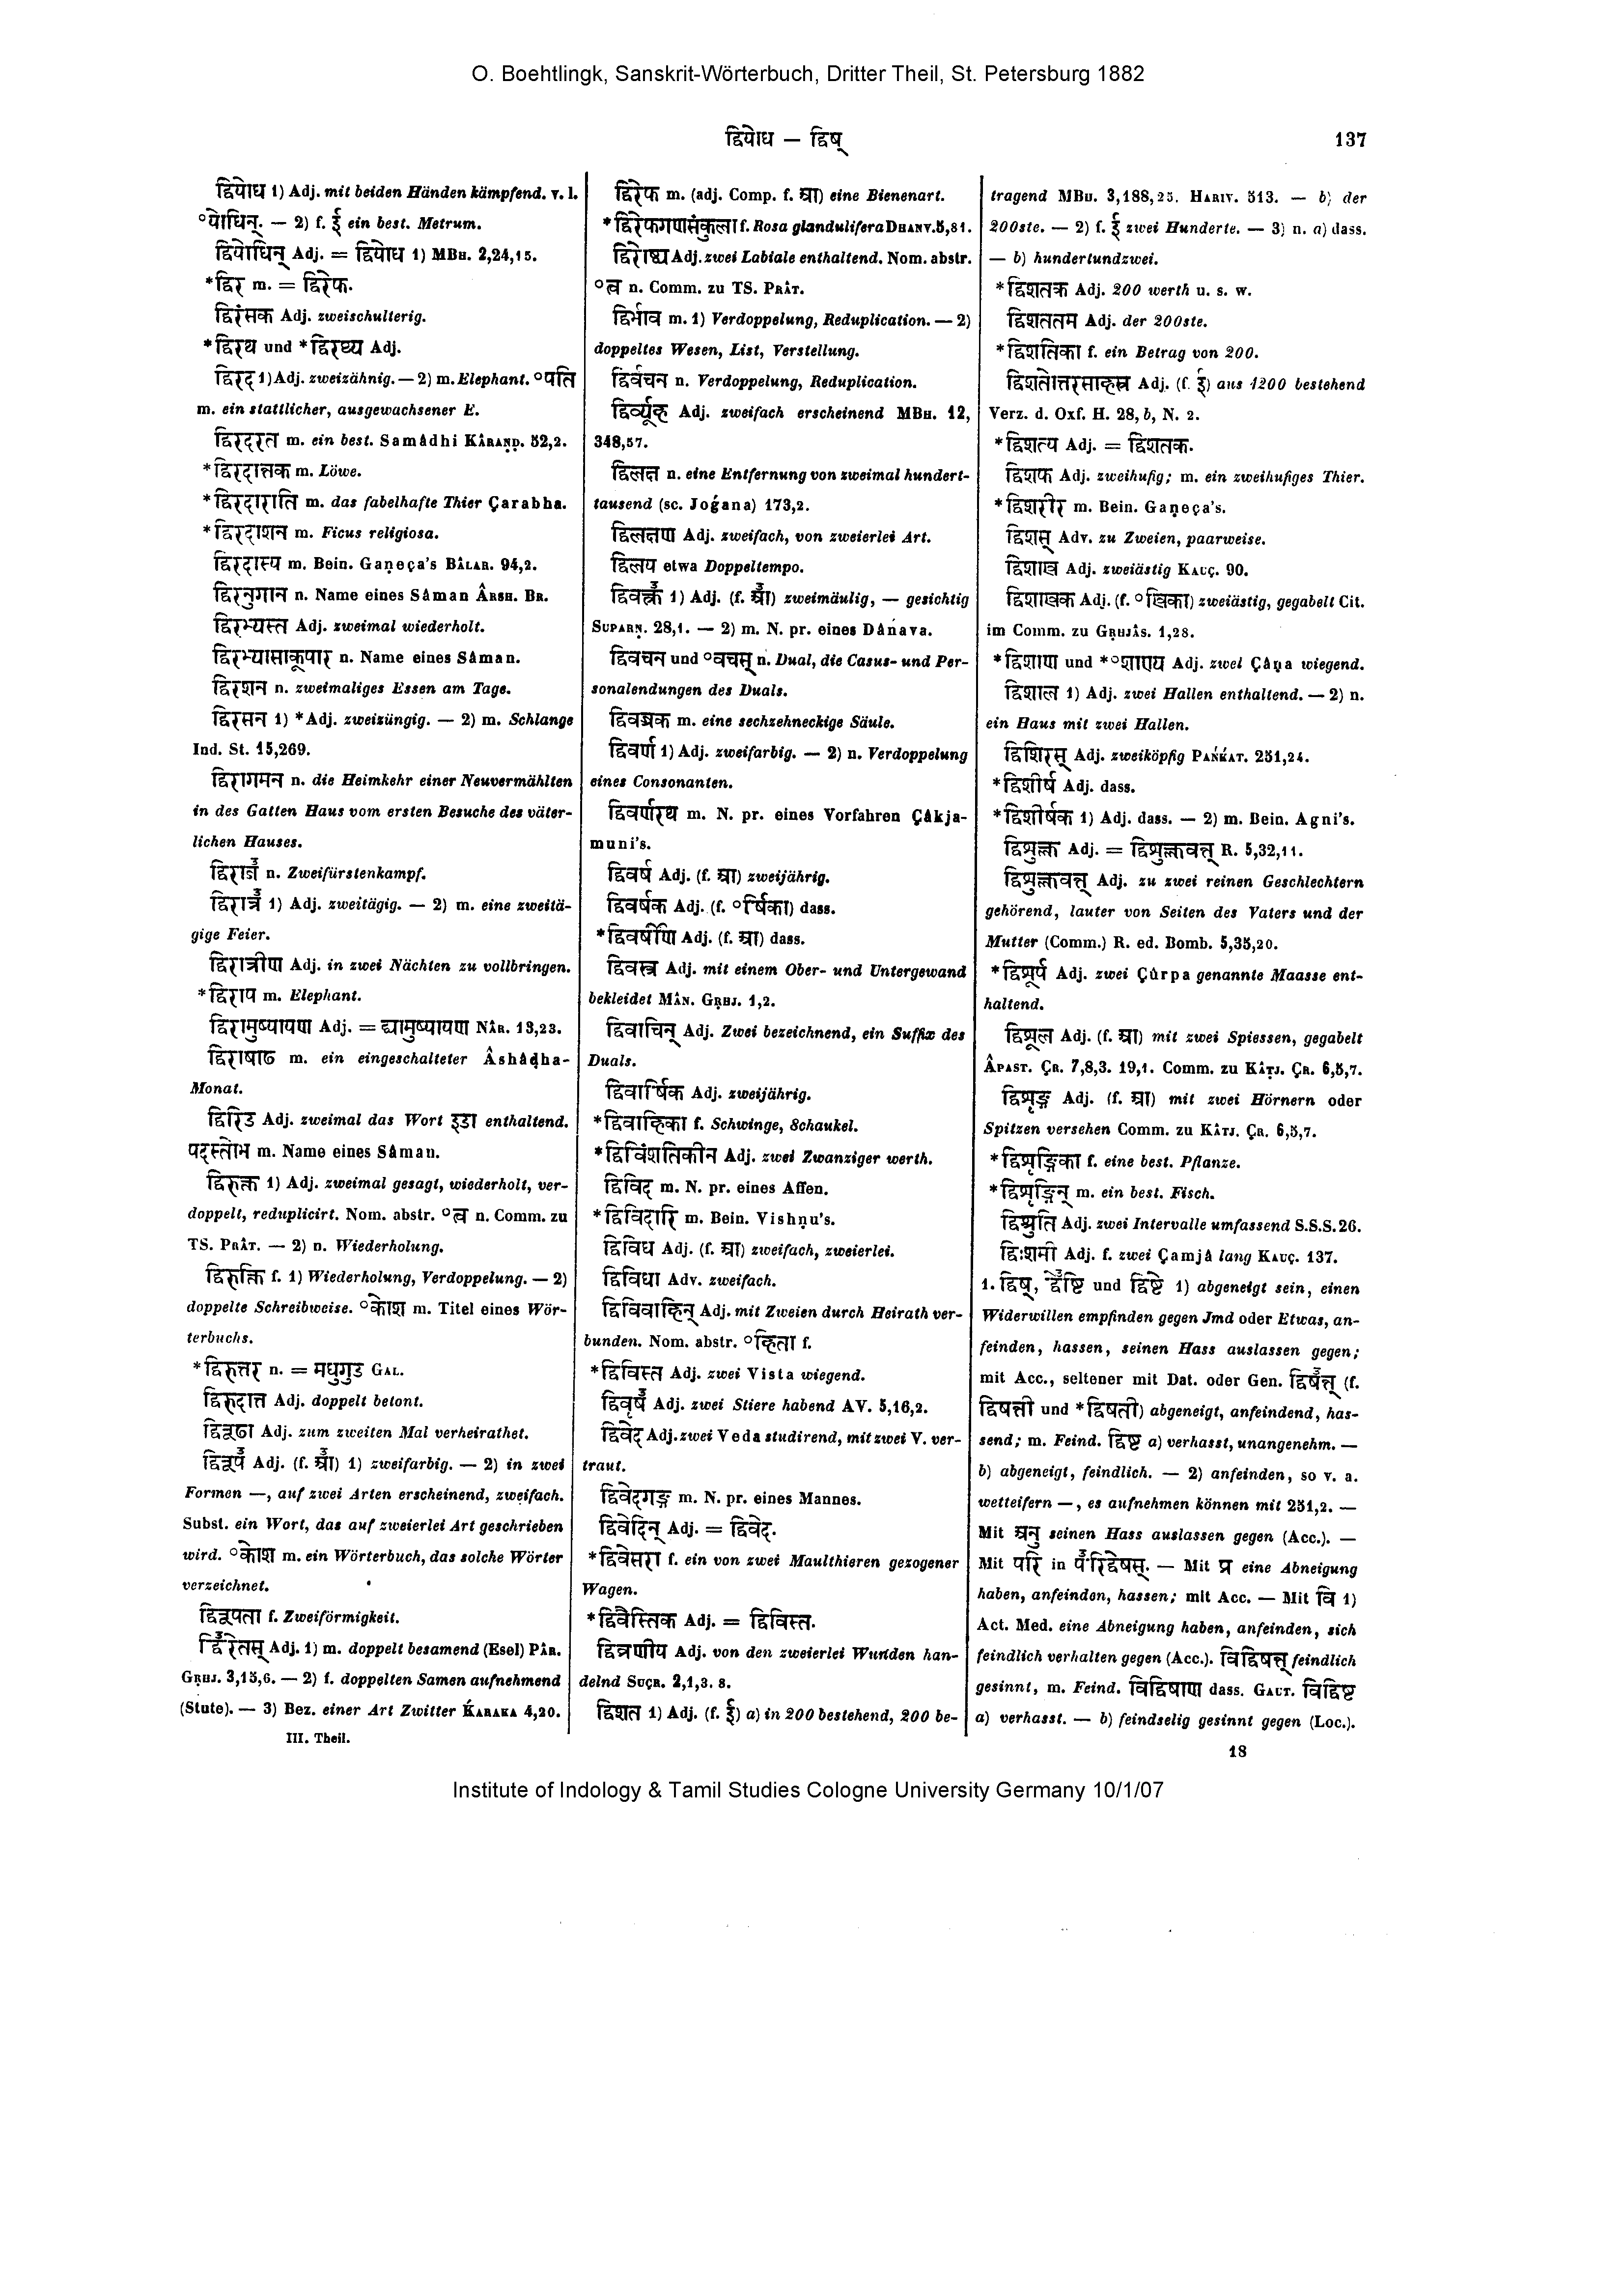 O. Boehtlingk, Sanskrit-Wörterbuch, Dritter Theil, St. Petersburg 1882
द्वियोध — द्विष्
137
द्वियोध 1) Adj. mit beiden Händen kämpfend. v. l.
°योधिन्. — 2) f. ई ein best. Metrum.
द्वियोधिन् Adj. = द्वियोध 1) MBH. 2,24,15.
*द्विर m. = द्विरेफ.
द्विरंसक Adj. zweischulterig.
*द्विरथ und *द्विरथ्य Adj.
द्विरद 1) Adj. zweizähnig. — 2) m. Elephant. °पति
m. ein stattlicher, ausgewachsener E.
द्विरदरत m. ein best. Samâdhi KÂRAṆḌ. 52,2.
*द्विरदान्तक m. Löwe.
*द्विरदाराति m. das fabelhafte Thier Çarabha.
*द्विरदाशन m. Ficus religiosa.
द्विरदास्य m. Bein. Gaṇeça's BÂLAR. 94,2.
द्विरनुगान n. Name eines Sâman ÂRSH. BR.
द्विरभ्यस्त Adj. zweimal wiederholt.
द्विरभ्यासाकूपार n. Name eines Sâman.
द्विरशन n. zweimaliges Essen am Tage.
द्विरसन 1) *Adj. zweizüngig. — 2) m. Schlange
Ind. St. 15,269.
द्विरागमन n. die Heimkehr einer Neuvermählten
in des Gatten Haus vom ersten Besuche des väter-
lichen Hauses.
द्विराजँ n. Zweifürstenkampf.
द्विरात्रँ 1) Adj. zweitägig. — 2) m. eine zweitä-
gige Feier.
द्विरात्रीण Adj. in zwei Nächten zu vollbringen.
*द्विराप m. Elephant.
द्विरामुष्यायण Adj. = द्यामुष्यायण NÂR. 13,23.
द्विराषाढ m. ein eingeschalteter Âshâḍha-
Monat.
द्विरिड Adj. zweimal das Wort इडा enthaltend.
पदस्तोभ m. Name eines Sâman.
द्विरुक्त 1) Adj. zweimal gesagt, wiederholt, ver-
doppelt, reduplicirt. Nom. abstr. °त्व n. Comm. zu
TS. PRÂT. — 2) n. Wiederholung.
द्विरुक्ति f. 1) Wiederholung, Verdoppelung. — 2)
doppelte Schreibweise. °कोश m. Titel eines Wör-
terbuchs.
*द्विरुत्तर n. = मधुगुड GAL.
द्विरुदात्त Adj. doppelt betont.
द्विरूढा Adj. zum zweiten Mal verheirathet.
द्विरूपँ Adj. (f. आँ) 1) zweifarbig. — 2) in zwei
Formen —, auf zwei Arten erscheinend, zweifach.
Subst. ein Wort, das auf zweierlei Art geschrieben
wird. °कोश m. ein Wörterbuch, das solche Wörter
verzeichnet.
द्विरूपता f. Zweiförmigkeit.
द्विँरेतस् Adj. 1) m. doppelt besamend (Esel) PÂR.
GṚHJ. 3,15,6. — 2) f. doppelten Samen aufnehmend
(Stute). — 3) Bez. einer Art Zwitter ḰARAKA 4,20.
III. Theil.
द्विरेफ m. (adj. Comp. f. आ) eine Bienenart.
*द्विरेफगणसंकुला f. Rosa glandulifera DHANV. 5,81.
द्विरोष्ठ्य Adj. zwei Labiale enthaltend. Nom. abstr.
°त्व n. Comm. zu TS. PRÂT.
द्विर्भाव m. 1) Verdoppelung, Reduplication. — 2)
doppeltes Wesen, List, Verstellung.
द्विर्वचन n. Verdoppelung, Reduplication.
द्विर्व्यूह Adj. zweifach erscheinend MBH. 12,
348,57.
द्विलक्ष n. eine Entfernung von zweimal hundert-
tausend (sc. Joǵana) 173,2.
द्विलक्षण Adj. zweifach, von zweierlei Art.
द्विलय etwa Doppeltempo.
द्विवक्त्रँ 1) Adj. (f. आँ) zweimäulig, — gesichtig
SUPARṆ. 28,1. — 2) m. N. pr. eines Dânava.
द्विवचन und °वचस् n. Dual, die Casus- und Per-
sonalendungen des Duals.
द्विवज्रक m. eine sechzehneckige Säule.
द्विवर्ण 1) Adj. zweifarbig. — 2) n. Verdoppelung
eines Consonanten.
द्विवर्णरथ m. N. pr. eines Vorfahren Çâkja-
muni's.
द्विवर्ष Adj. (f. आ) zweijährig.
द्विवर्षक Adj. (f. °र्षिका) dass.
*द्विवर्षीण Adj. (f. आ) dass.
द्विवस्त्र Adj. mit einem Ober- und Untergewand
bekleidet MÂN. GṚHJ. 1,2.
द्विवाचिन् Adj. Zwei bezeichnend, ein Suffix des
Duals.
द्विवार्षिक Adj. zweijährig.
*द्विवाहिका f. Schwinge, Schaukel.
*द्विविंशतिकीन Adj. zwei Zwanziger werth.
द्विविद m. N. pr. eines Affen.
*द्विविदारि m. Bein. Vishṇu's.
द्विविध Adj. (f. आ) zweifach, zweierlei.
द्विविधा Adv. zweifach.
द्विविवाहिन् Adj. mit Zweien durch Heirath ver-
bunden. Nom. abstr. °हिता f.
*द्विविस्त Adj. zwei Vista wiegend.
द्विवृषँ Adj. zwei Stiere habend AV. 5,16,2.
द्विवेद Adj. zwei Veda studirend, mit zwei V. ver-
traut.
द्विवेदगङ्ग m. N. pr. eines Mannes.
द्विवेदिन् Adj. = द्विवेद.
*द्विवेसरा f. ein von zwei Maulthieren gezogener
Wagen.
*द्विवैस्तिक Adj. = द्विविस्त.
द्विव्रणीय Adj. von den zweierlei Wunden han-
delnd SUÇR. 2,1,3. 8.
द्विशत 1) Adj. (f. ई) a) in 200 bestehend, 200 be-
tragend MBH. 3,188,25. HARIV. 513. — b) der
200ste. — 2) f. ई zwei Hunderte. — 3) n. a) dass.
— b) hundertundzwei.
*द्विशतक Adj. 200 werth u. s. w.
द्विशततम Adj. der 200ste.
*द्विशतिका f. ein Betrag von 200.
द्विशतोत्तरसाहस्र Adj. (f. ई) aus 1200 bestehend
Verz. d. Oxf. H. 28, b, N. 2.
*द्विशत्य Adj. = द्विशतक.
द्विशफ Adj. zweihufig; m. ein zweihufiges Thier.
*द्विशरीर m. Bein. Gaṇeça's.
द्विशस् Adv. zu Zweien, paarweise.
द्विशाख Adj. zweiästig KAUÇ. 90.
द्विशाखक Adj. (f. °खिका) zweiästig, gegabelt Cit.
im Comm. zu GṚHJÂS. 1,28.
*द्विशाण und *°शाण्य Adj. zwei Çâṇa wiegend.
द्विशाल 1) Adj. zwei Hallen enthaltend. — 2) n.
ein Haus mit zwei Hallen.
द्विशिरस् Adj. zweiköpfig PAŃḰAT. 251,24.
*द्विशीर्ष Adj. dass.
*द्विशीर्षक 1) Adj. dass. — 2) m. Bein. Agni's.
द्विशुक्ल Adj. = द्विशुक्लवत्त् R. 5,32,11.
द्विशुक्लवत्त् Adj. zu zwei reinen Geschlechtern
gehörend, lauter von Seiten des Vaters und der
Mutter (Comm.) R. ed. Bomb. 5,35,20.
*द्विशूर्प Adj. zwei Çûrpa genannte Maasse ent-
haltend.
द्विशूल Adj. (f. आ) mit zwei Spiessen, gegabelt
ÂPAST. ÇR. 7,8,3. 19,1. Comm. zu KÂTJ. ÇR. 6,5,7.
द्विशृङ्ग Adj. (f. आ) mit zwei Hörnern oder
Spitzen versehen Comm. zu KÂTJ. ÇR. 6,5,7.
*द्विशृङ्गिका f. eine best. Pflanze.
*द्विशृङ्गिन् m. ein best. Fisch.
द्विश्रुति Adj. zwei Intervalle umfassend S.S.S. 26.
द्विःशमी Adj. f. zwei Çamjâ lang KAUÇ. 137.
1. द्विष्, द्वेँष्टि und द्विष्टे 1) abgeneigt sein, einen
Widerwillen empfinden gegen Jmd oder Etwas, an-
feinden, hassen, seinen Hass auslassen gegen;
mit Acc., seltener mit Dat. oder Gen. द्विषँत्त् (f.
द्विषत्ती und *द्विषती) abgeneigt, anfeindend, has-
send; m. Feind. द्विष्ट a) verhasst, unangenehm. —
b) abgeneigt, feindlich. — 2) anfeinden, so v. a.
wetteifern —, es aufnehmen können mit 251,2. —
Mit अनु seinen Hass auslassen gegen (Acc.). —
Mit परि in पँरिद्वेषस्. — Mit प्र eine Abneigung
haben, anfeinden, hassen; mit Acc. — Mit वि 1)
Act. Med. eine Abneigung haben, anfeinden, sich
feindlich verhalten gegen (Acc.). विद्विषत्त् feindlich
gesinnt, m. Feind. विद्विषाण dass. GAUT. विद्विष्ट
a) verhasst. — b) feindselig gesinnt gegen (Loc.).
18
Institute of Indology & Tamil Studies Cologne University Germany 10/1/07